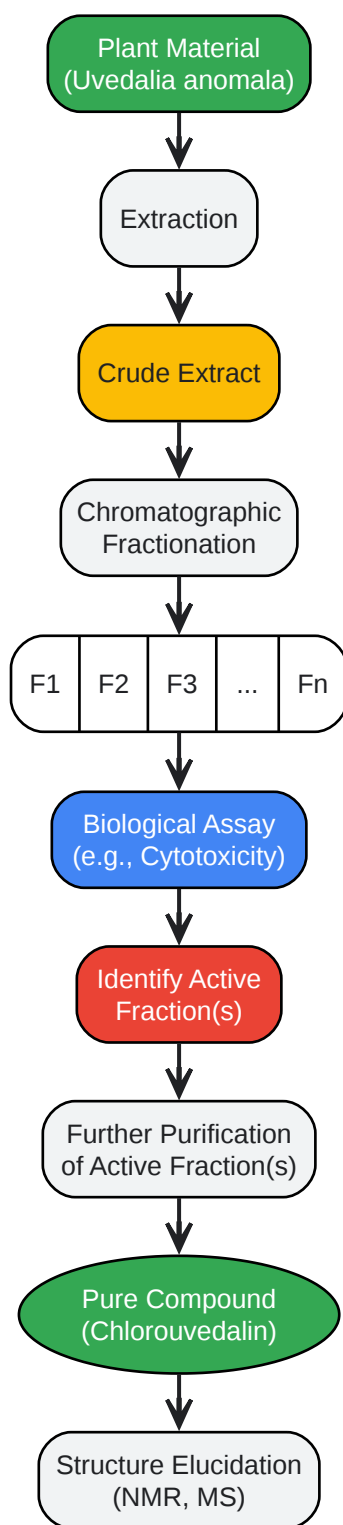 Plant Material
(Uvedalia anomala)
Extraction
Crude Extract
Chromatographic
Fractionation
F1 F2 F3 ... Fn
Biological Assay
(e.g., Cytotoxicity)
Identify Active
Fraction(s)
Further Purification
of Active Fraction(s)
Pure Compound
(Chlorouvedalin)
Structure Elucidation
(NMR, MS)